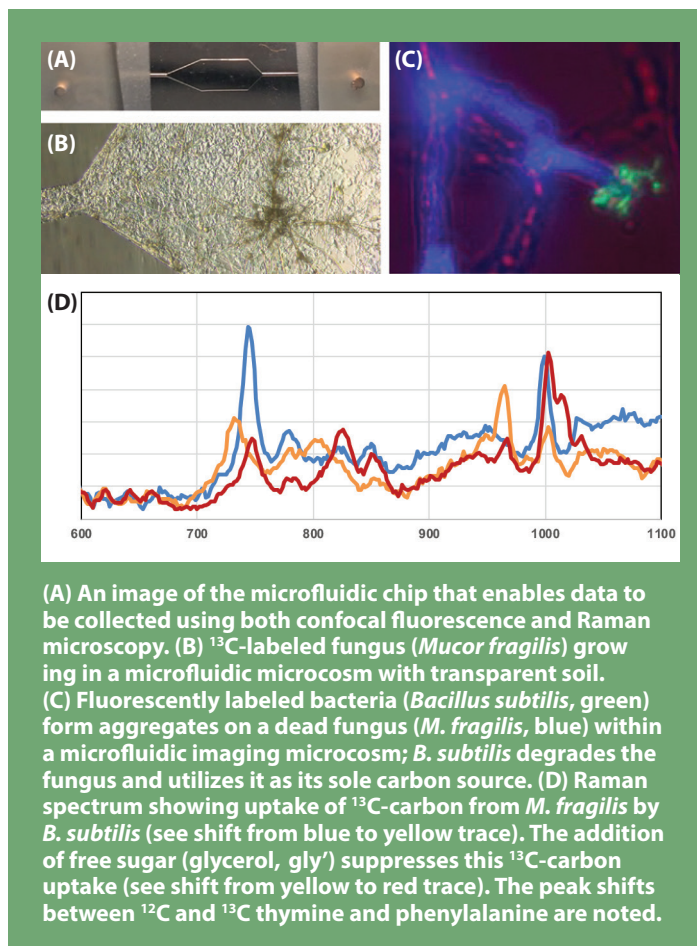 (A)
(C)
(B)
(D)
600 700 800 900 1000 1100
(A) An image of the microfluidic chip that enables data to
be collected using both confocal fluorescence and Raman
microscopy. (B) ¹³C-labeled fungus (Mucor fragilis) grow
ing in a microfluidic microcosm with transparent soil.
(C) Fluorescently labeled bacteria (Bacillus subtilis, green)
form aggregates on a dead fungus (M. fragilis, blue) within
a microfluidic imaging microcosm; B. subtilis degrades the
fungus and utilizes it as its sole carbon source. (D) Raman
spectrum showing uptake of ¹³C-carbon from M. fragilis by
B. subtilis (see shift from blue to yellow trace). The addition
of free sugar (glycerol, gly’) suppresses this ¹³C-carbon
uptake (see shift from yellow to red trace). The peak shifts
between ¹²C and ¹³C thymine and phenylalanine are noted.